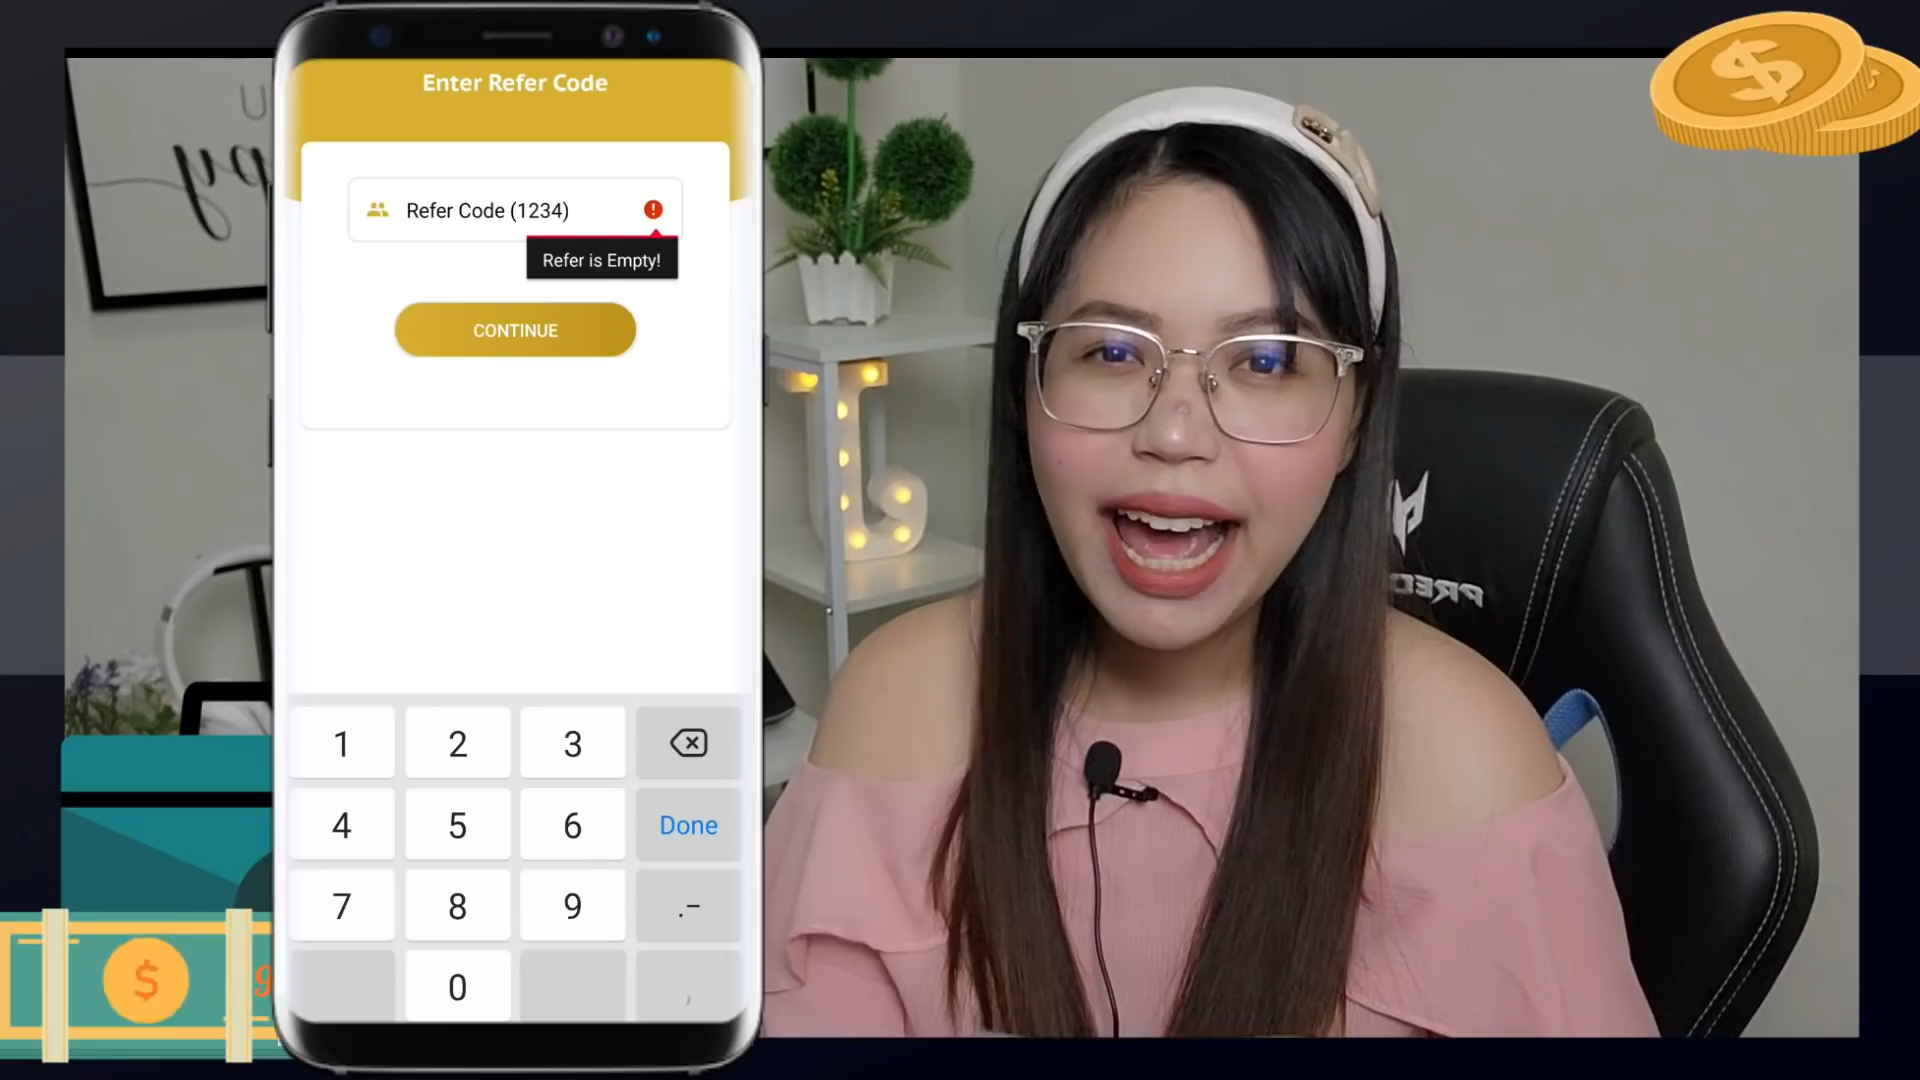 Enter Refer Code
Refer Code (1234)
Refer is Empty!
CONTINUE
1 2 3
4 5 6 Done
7 8 9 .-
0 ,